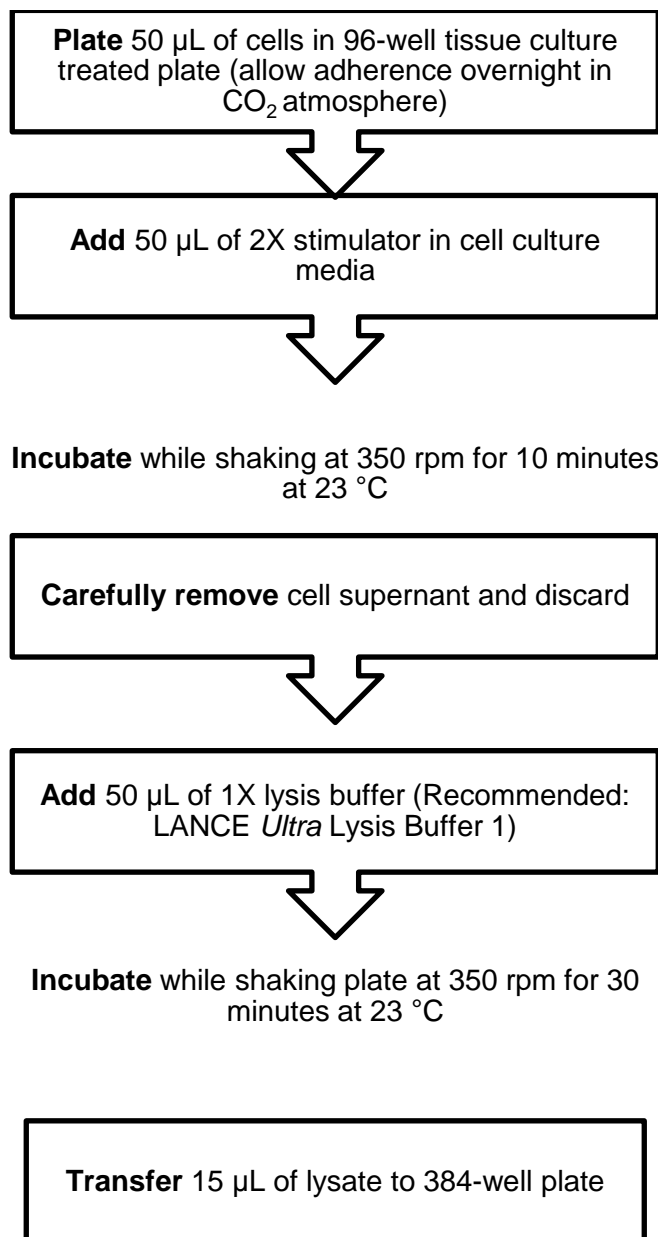 Plate 50 µL of cells in 96-well tissue culture
treated plate (allow adherence overnight in
CO₂ atmosphere)
Add 50 µL of 2X stimulator in cell culture
media
Incubate while shaking at 350 rpm for 10 minutes
at 23 °C
Carefully remove cell supernant and discard
Add 50 µL of 1X lysis buffer (Recommended:
LANCE Ultra Lysis Buffer 1)
Incubate while shaking plate at 350 rpm for 30
minutes at 23 °C
Transfer 15 µL of lysate to 384-well plate